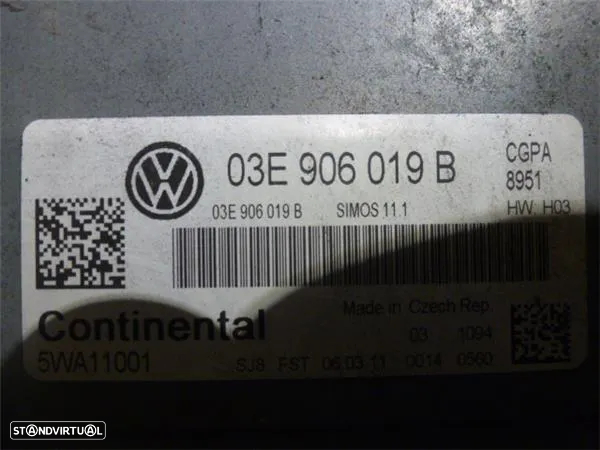 03E 906 019 B
CGPA
8951
03E 906 019 B SIMOS 11.1 HW: H03
Made in Czech Rep.
Continental 03 1094
5WA11001 SJ8 PST 06.03.11 0014 0560
STANDVIRTUAL